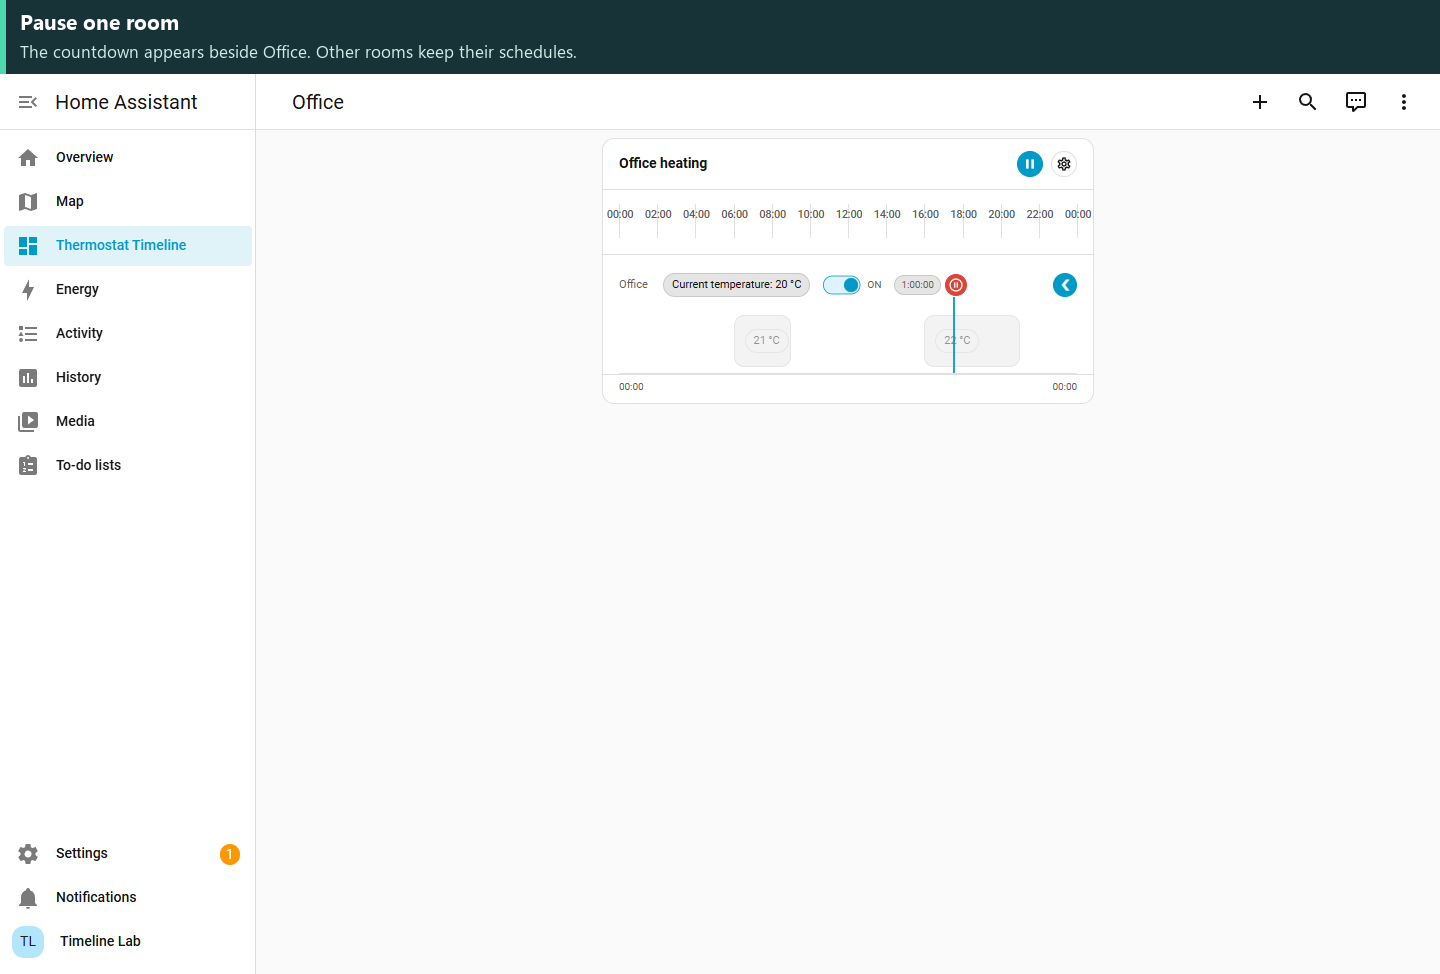 Pause one room
The countdown appears beside Office. Other rooms keep their schedules.
Home Assistant
Office
Overview
Map
Thermostat Timeline
Energy
Activity
History
Media
To-do lists
Settings 1
Notifications
TL Timeline Lab
Office heating
00:00 02:00 04:00 06:00 08:00 10:00 12:00 14:00 16:00 18:00 20:00 22:00 00:00
Office Current temperature: 20 °C ON 1:00:00
21 °C 22 °C
00:00 00:00